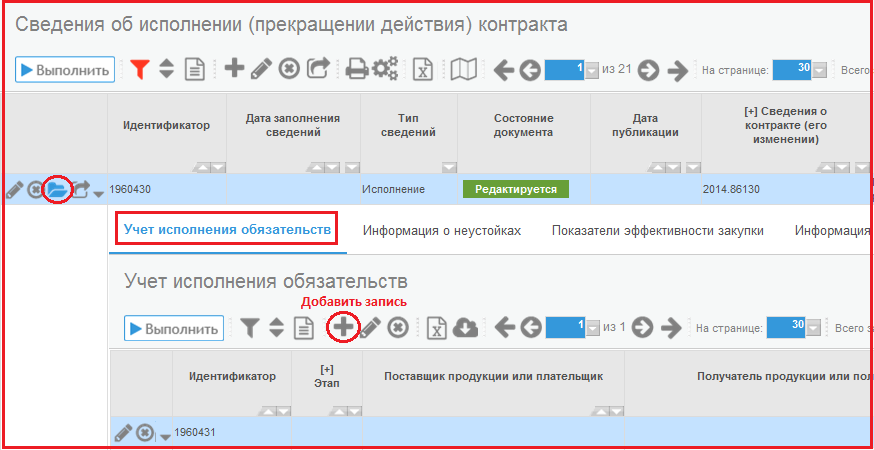 Сведения об исполнении (прекращении действия) контракта
Выполнить 1 из 21 На странице: 30 Всего
Идентификатор
Дата заполнения
сведений
Тип
сведений
Состояние
документа
Дата
публикации
[+] Сведения о
контракте (его
изменении)
1960430 Исполнение Редактируется 2014.86130
Учет исполнения обязательств Информация о неустойках Показатели эффективности закупки Информация
Учет исполнения обязательств
Добавить запись
Выполнить 1 из 1 На странице: 30 Всего з
Идентификатор
[+]
Этап
Поставщик продукции или плательщик
Получатель продукции или пол
1960431